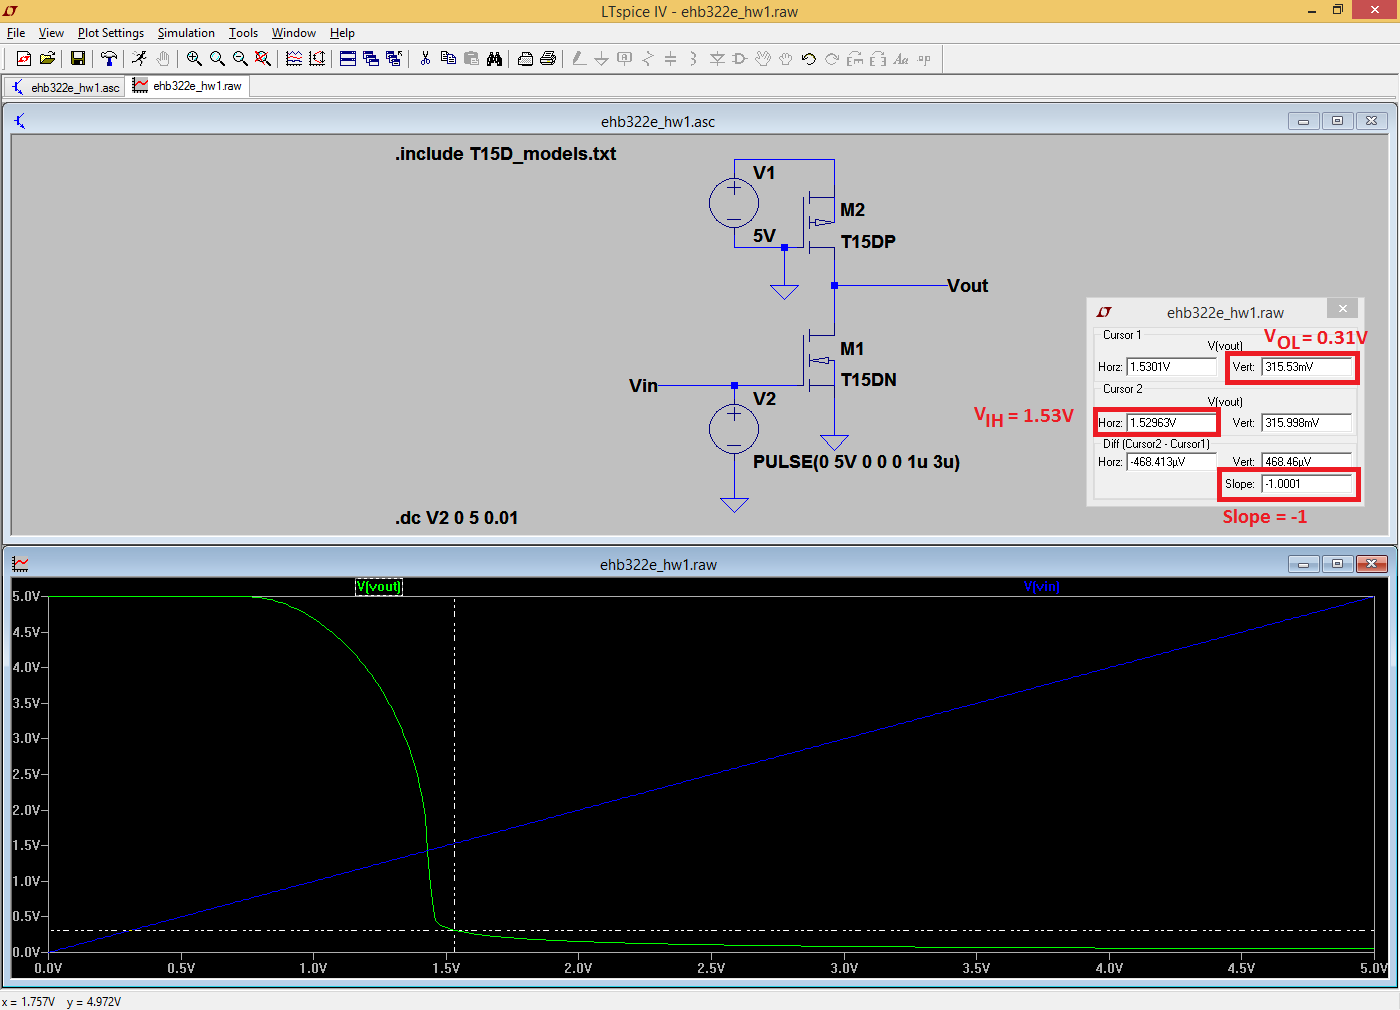 LTspice IV - ehb322e_hw1.raw
File View Plot Settings Simulation Tools Window Help
ehb322e_hw1.asc
ehb322e_hw1.raw
ehb322e_hw1.asc
.include T15D_models.txt
V1
M2
5V
T15DP
Vout
M1
Vin
T15DN
V2
PULSE(0 5V 0 0 0 1u 3u)
.dc V2 0 5 0.01
ehb322e_hw1.raw
Cursor 1
V(vout)
VOL = 0.31V
Horz: 1.5301V Vert: 315.53mV
Cursor 2
V(vout)
VIH = 1.53V
Horz: 1.52963V Vert: 315.998mV
Diff (Cursor2 - Cursor1)
Horz: -468.413µV Vert: 468.46µV
Slope: -1.0001
Slope = -1
ehb322e_hw1.raw
V(vout) V(vin)
5.0V
4.5V
4.0V
3.5V
3.0V
2.5V
2.0V
1.5V
1.0V
0.5V
0.0V
0.0V 0.5V 1.0V 1.5V 2.0V 2.5V 3.0V 3.5V 4.0V 4.5V 5.0V
x = 1.757V y = 4.972V